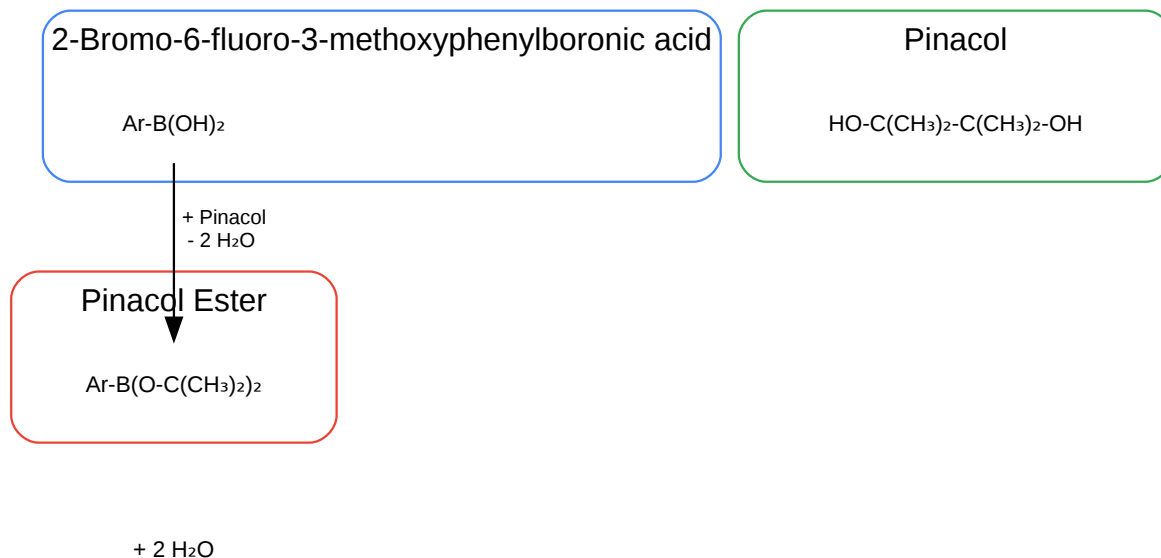 2-Bromo-6-fluoro-3-methoxyphenylboronic acid
Pinacol
Ar-B(OH)₂
HO-C(CH₃)₂-C(CH₃)₂-OH
+ Pinacol
- 2 H₂O
Pinacol Ester
Ar-B(O-C(CH₃)₂)₂
+ 2 H₂O